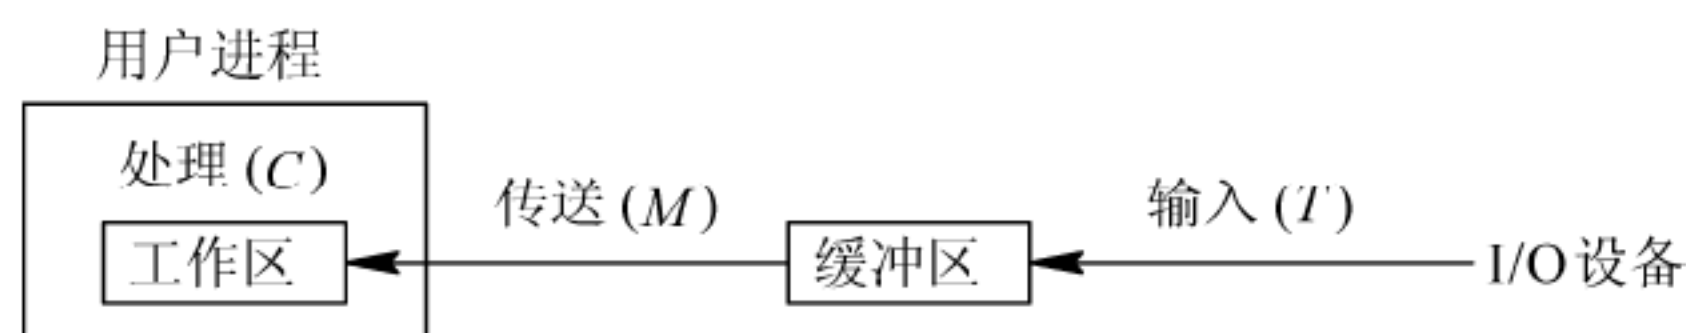 用户进程
处理 (C)
传送 (M)
输入 (T)
工作区
缓冲区
I/O设备